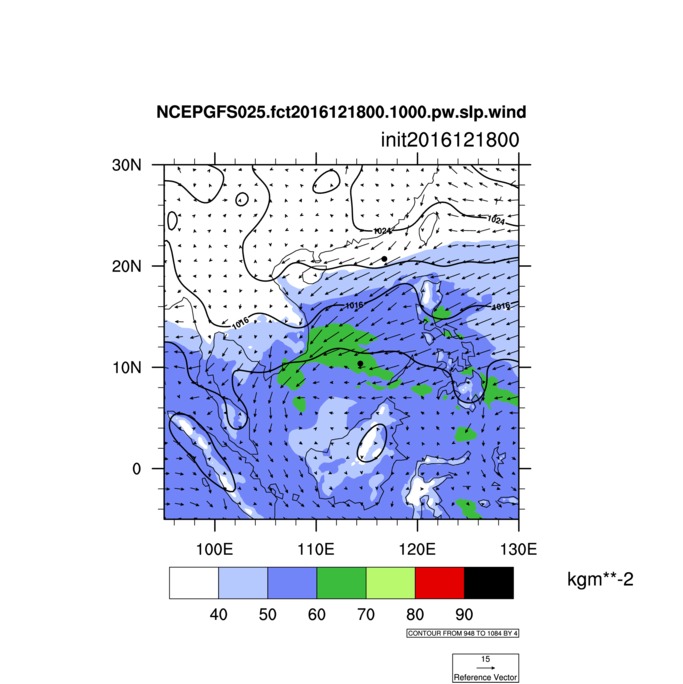 NCEPGFS025.fct2016121800.1000.pw.slp.wind
init2016121800
30N
1024
1024
20N
1016
1016
1016
10N
0
100E
110E
120E
130E
kgm**-2
40
50
60
70
80
90
CONTOUR FROM 948 TO 1084 BY 4
15
Reference Vector